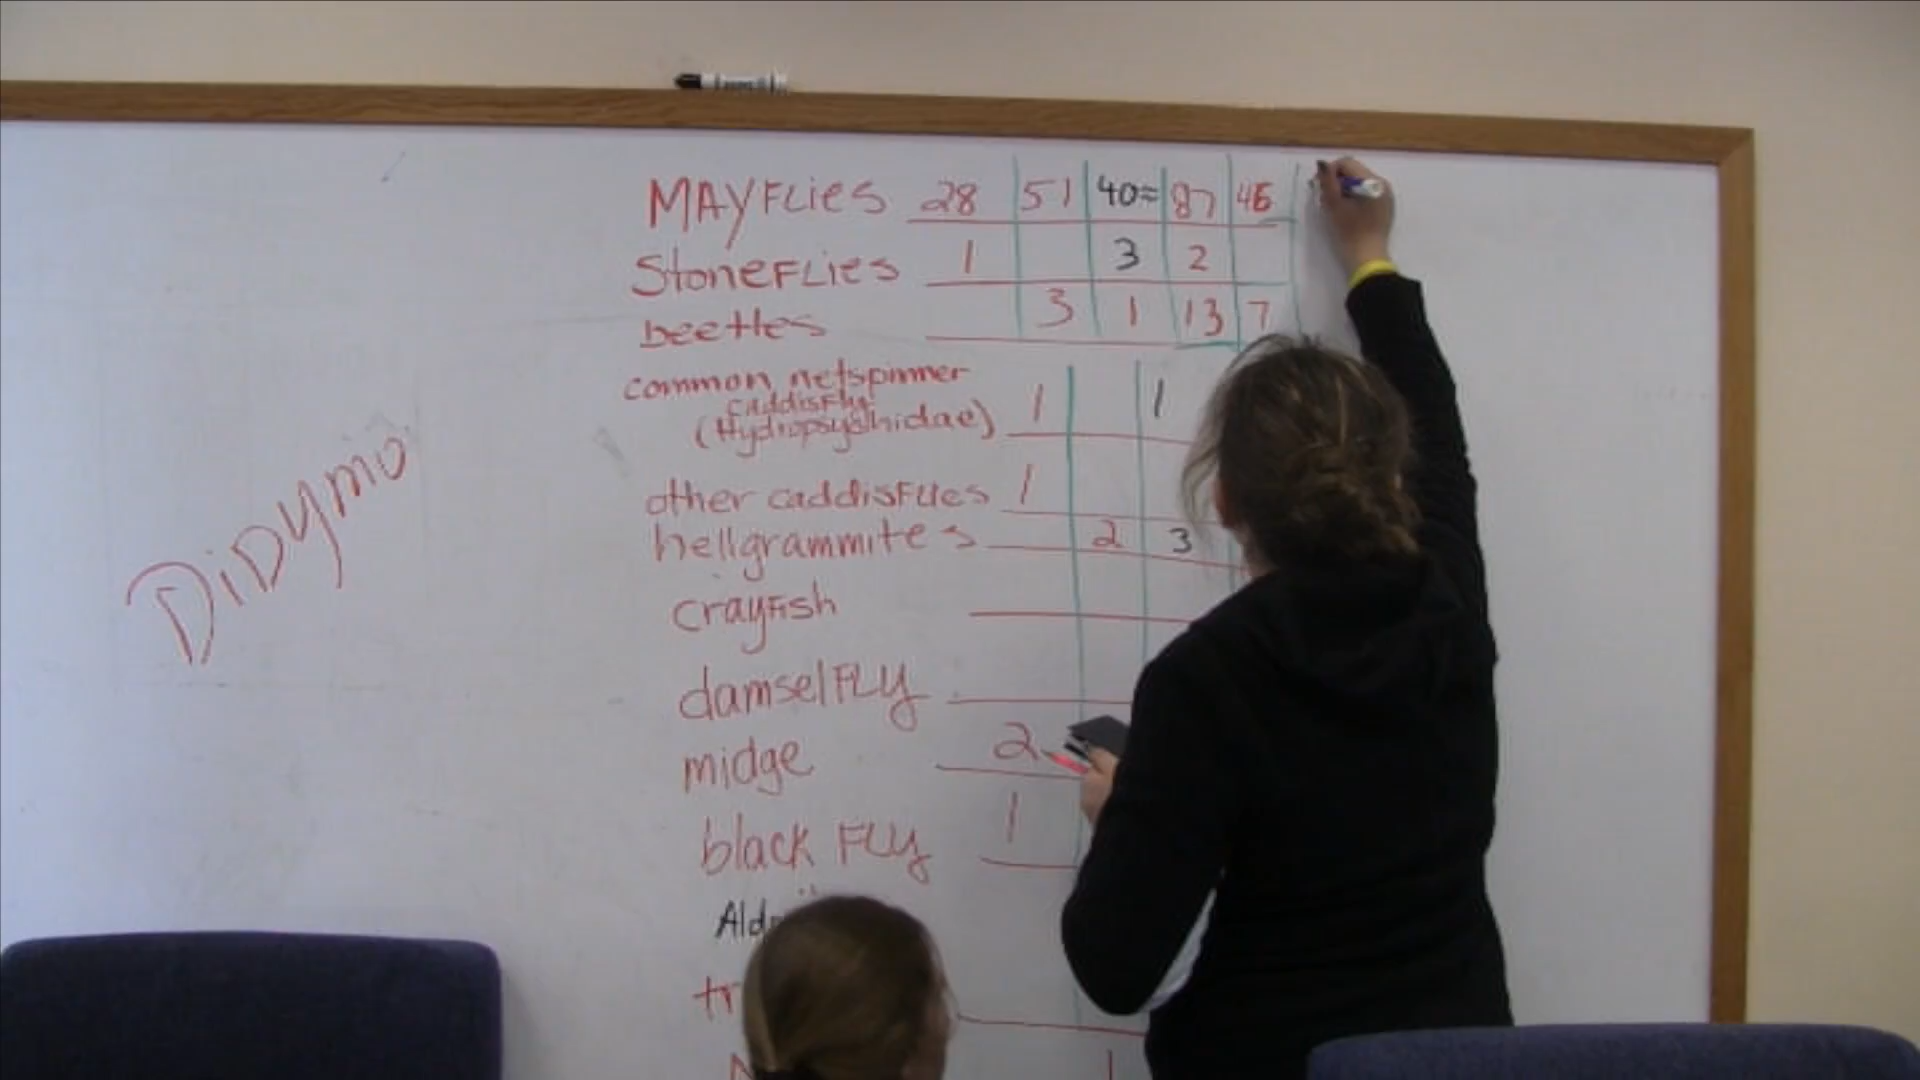 MAYFLies 28 51 40≈ 87 46
StoneFLies 1 3 2
beetles 3 1 13 7
common netspinner
caddisfly
(Hydropsychidae) 1 1
other caddisFlies 1
hellgrammites 2 3
crayFish
damselFLy
midge 2
black FLy 1
DiDymo